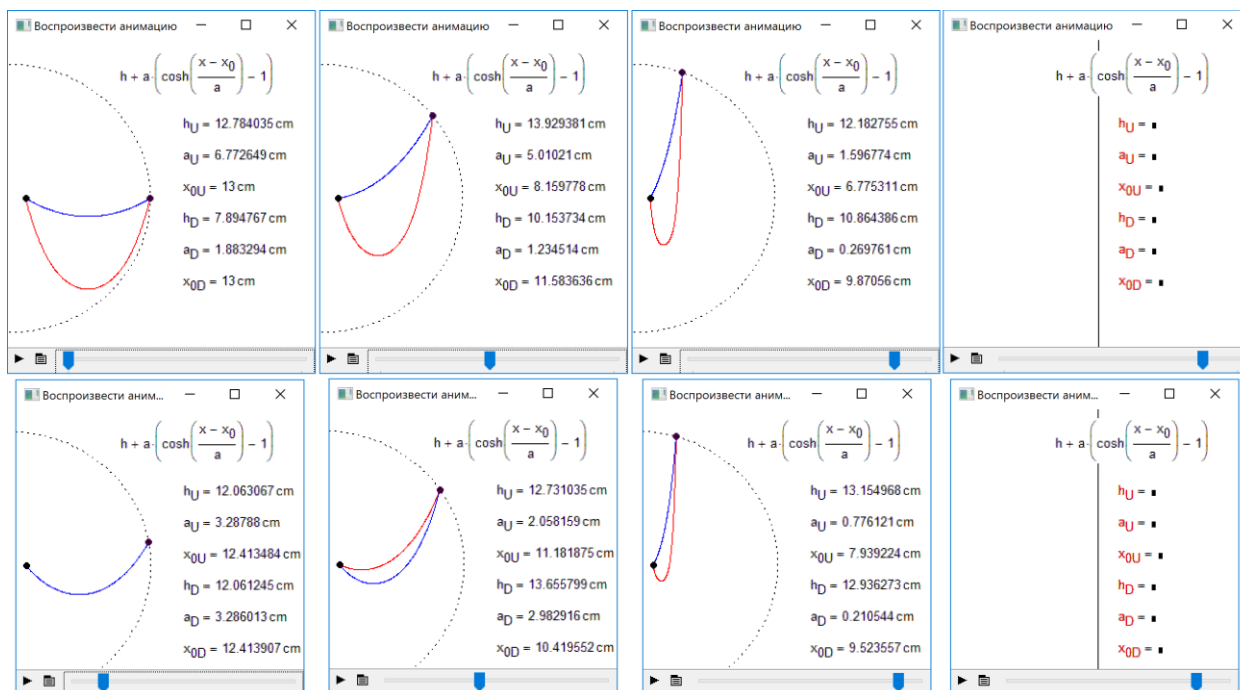 Воспроизвести анимацию
h + a·(cosh((x − x0)/a) − 1)
hU = 12.784035 cm
aU = 6.772649 cm
x0U = 13 cm
hD = 7.894767 cm
aD = 1.883294 cm
x0D = 13 cm
Воспроизвести анимацию
h + a·(cosh((x − x0)/a) − 1)
hU = 13.929381 cm
aU = 5.01021 cm
x0U = 8.159778 cm
hD = 10.153734 cm
aD = 1.234514 cm
x0D = 11.583636 cm
Воспроизвести анимацию
h + a·(cosh((x − x0)/a) − 1)
hU = 12.182755 cm
aU = 1.596774 cm
x0U = 6.775311 cm
hD = 10.864386 cm
aD = 0.269761 cm
x0D = 9.87056 cm
Воспроизвести анимацию
h + a·(cosh((x − x0)/a) − 1)
hU = ▪
aU = ▪
x0U = ▪
hD = ▪
aD = ▪
x0D = ▪
Воспроизвести аним...
h + a·(cosh((x − x0)/a) − 1)
hU = 12.063067 cm
aU = 3.28788 cm
x0U = 12.413484 cm
hD = 12.061245 cm
aD = 3.286013 cm
x0D = 12.413907 cm
Воспроизвести аним...
h + a·(cosh((x − x0)/a) − 1)
hU = 12.731035 cm
aU = 2.058159 cm
x0U = 11.181875 cm
hD = 13.655799 cm
aD = 2.982916 cm
x0D = 10.419552 cm
Воспроизвести аним...
h + a·(cosh((x − x0)/a) − 1)
hU = 13.154968 cm
aU = 0.776121 cm
x0U = 7.939224 cm
hD = 12.936273 cm
aD = 0.210544 cm
x0D = 9.523557 cm
Воспроизвести аним...
h + a·(cosh((x − x0)/a) − 1)
hU = ▪
aU = ▪
x0U = ▪
hD = ▪
aD = ▪
x0D = ▪